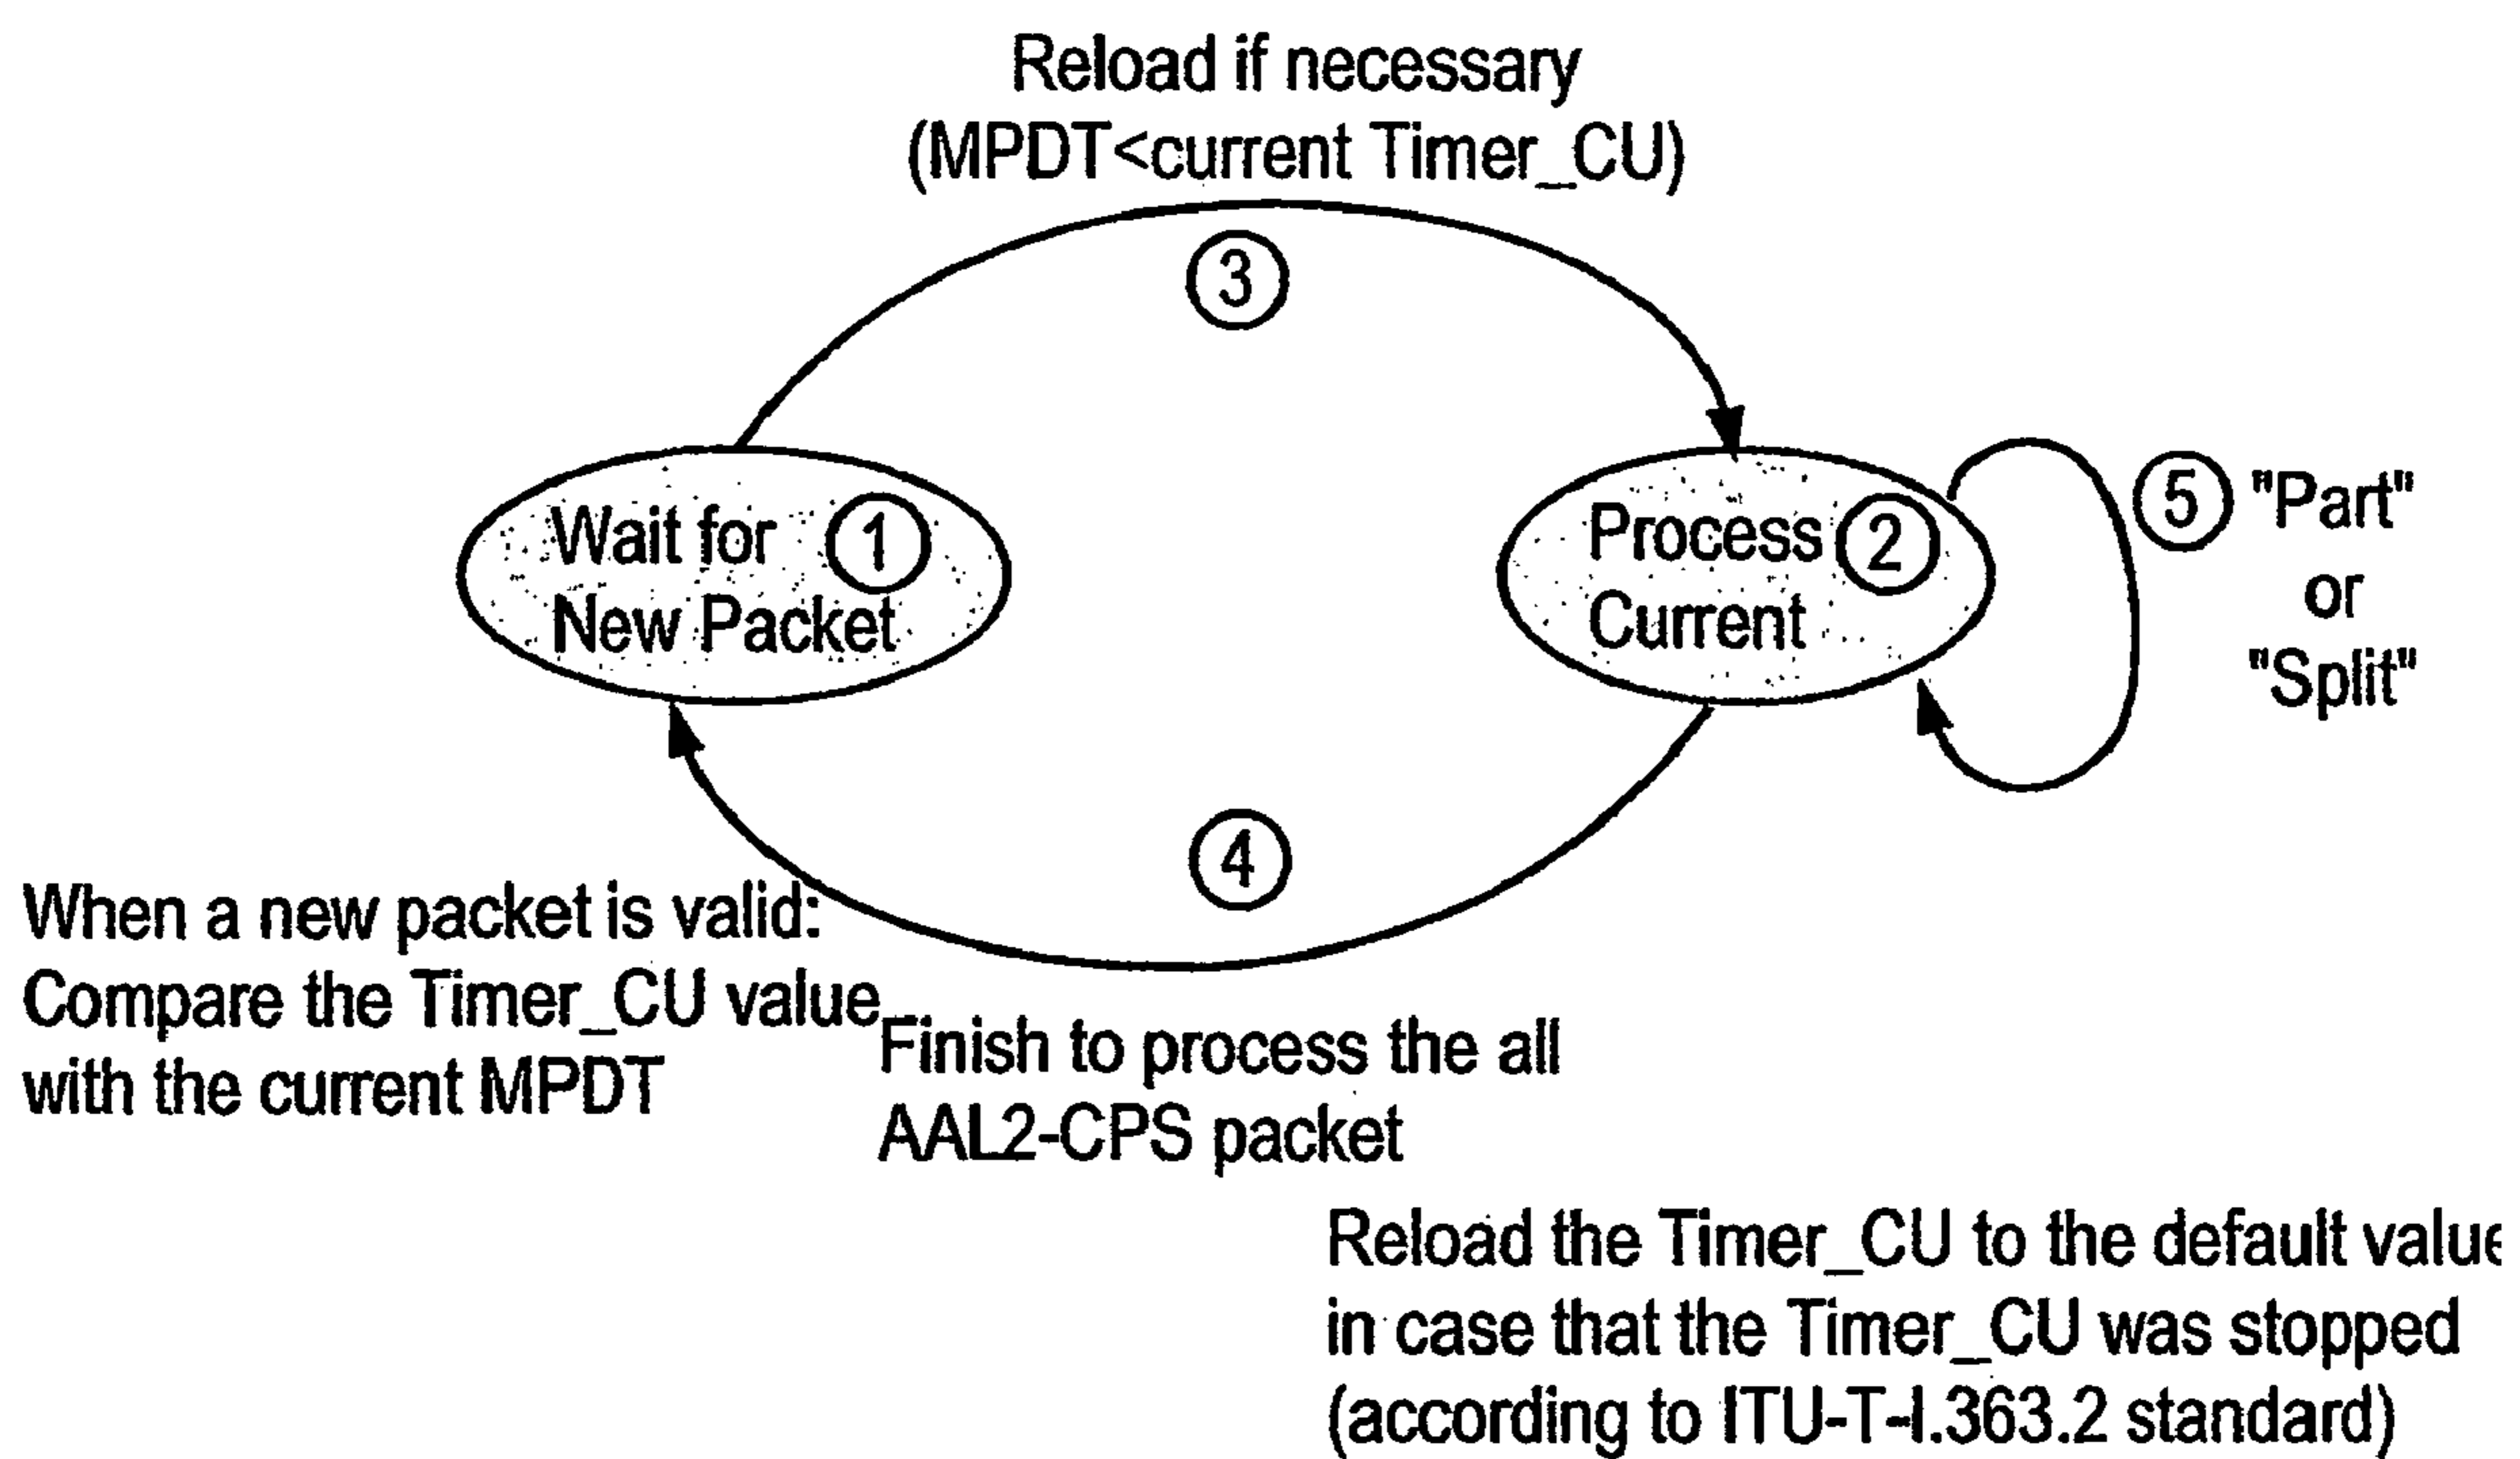 Reload if necessary
(MPDT<current Timer_CU)
3
Wait for 1
New Packet
Process 2
Current
5 "Part"
or
"Split"
4
When a new packet is valid:
Compare the Timer_CU value
with the current MPDT
Finish to process the all
AAL2-CPS packet
Reload the Timer_CU to the default value
in case that the Timer_CU was stopped
(according to ITU-T-I.363.2 standard)